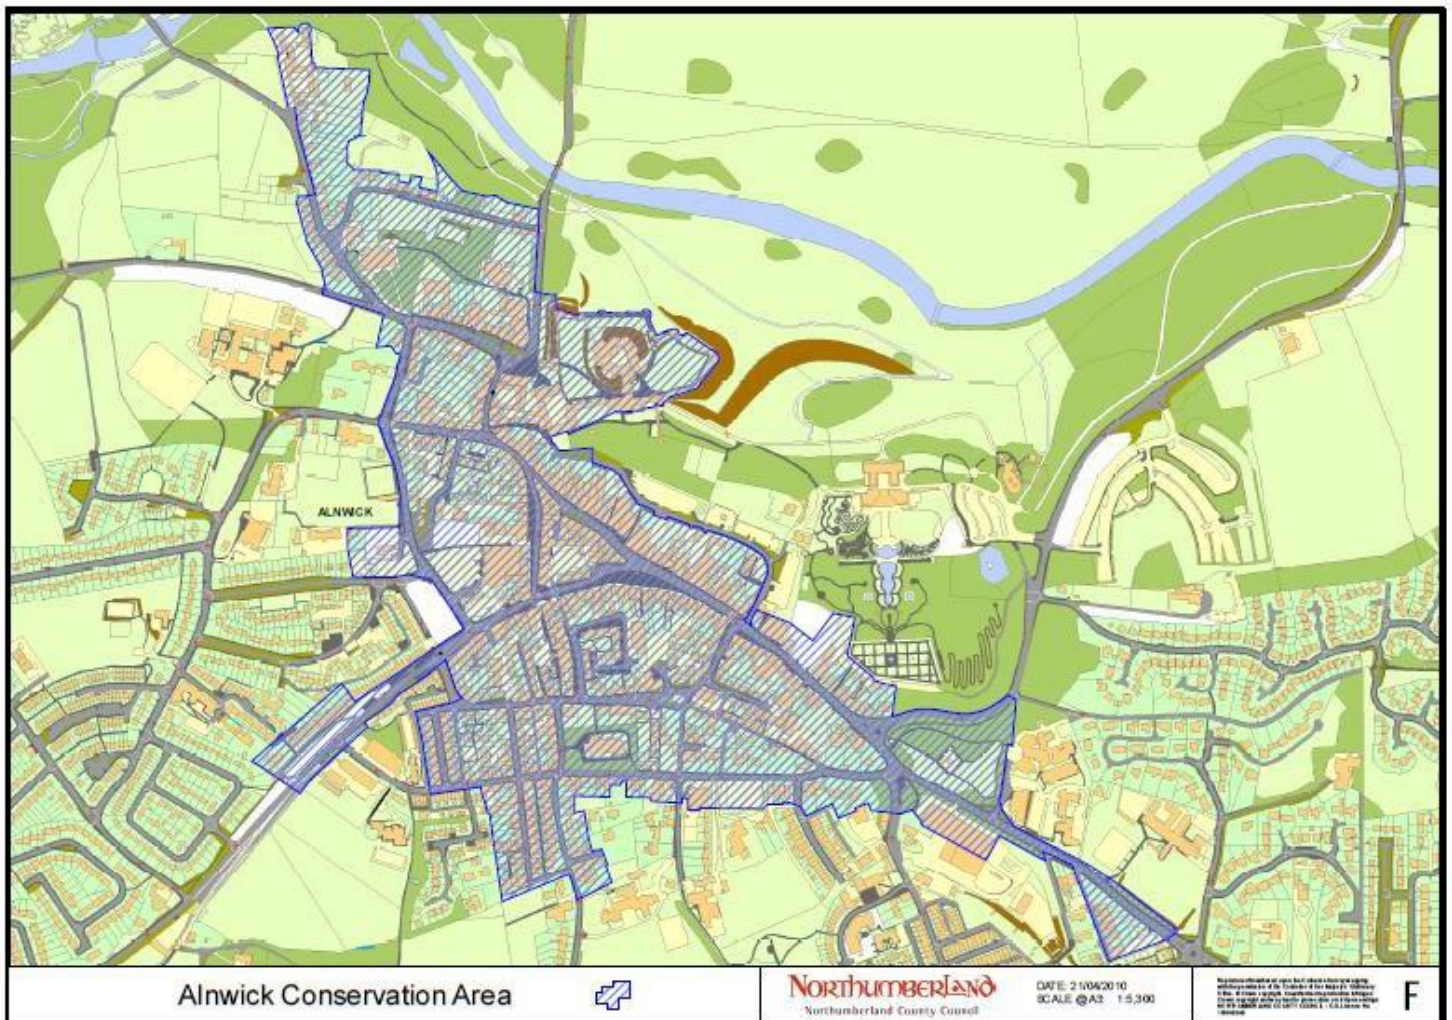 ALNWICK
Alnwick Conservation Area
NORTHUMBERLAND
Northumberland County Council
DATE: 21/04/2010
SCALE @A3 1:5,300
F